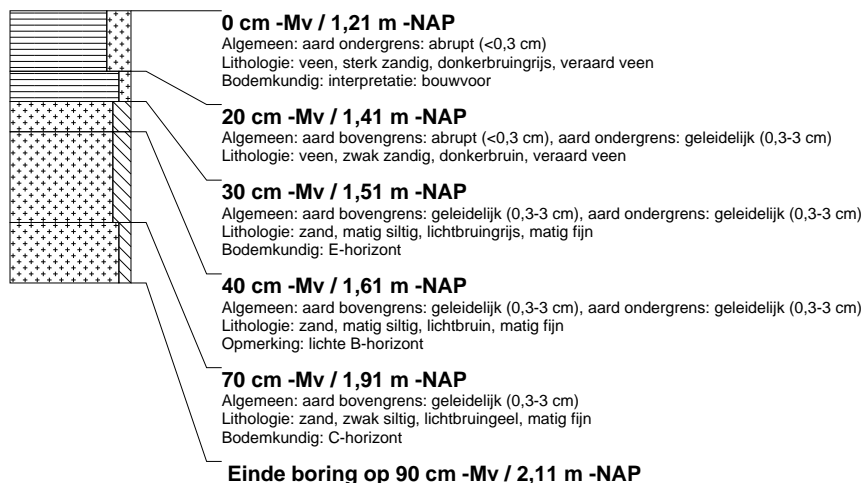 0 cm -Mv / 1,21 m -NAP
Algemeen: aard ondergrens: abrupt (<0,3 cm)
Lithologie: veen, sterk zandig, donkerbruingrijs, veraard veen
Bodemkundig: interpretatie: bouwvoor
20 cm -Mv / 1,41 m -NAP
Algemeen: aard bovengrens: abrupt (<0,3 cm), aard ondergrens: geleidelijk (0,3-3 cm)
Lithologie: veen, zwak zandig, donkerbruin, veraard veen
30 cm -Mv / 1,51 m -NAP
Algemeen: aard bovengrens: geleidelijk (0,3-3 cm), aard ondergrens: geleidelijk (0,3-3 cm)
Lithologie: zand, matig siltig, lichtbruingrijs, matig fijn
Bodemkundig: E-horizont
40 cm -Mv / 1,61 m -NAP
Algemeen: aard bovengrens: geleidelijk (0,3-3 cm), aard ondergrens: geleidelijk (0,3-3 cm)
Lithologie: zand, matig siltig, lichtbruin, matig fijn
Opmerking: lichte B-horizont
70 cm -Mv / 1,91 m -NAP
Algemeen: aard bovengrens: geleidelijk (0,3-3 cm)
Lithologie: zand, zwak siltig, lichtbruingeel, matig fijn
Bodemkundig: C-horizont
Einde boring op 90 cm -Mv / 2,11 m -NAP